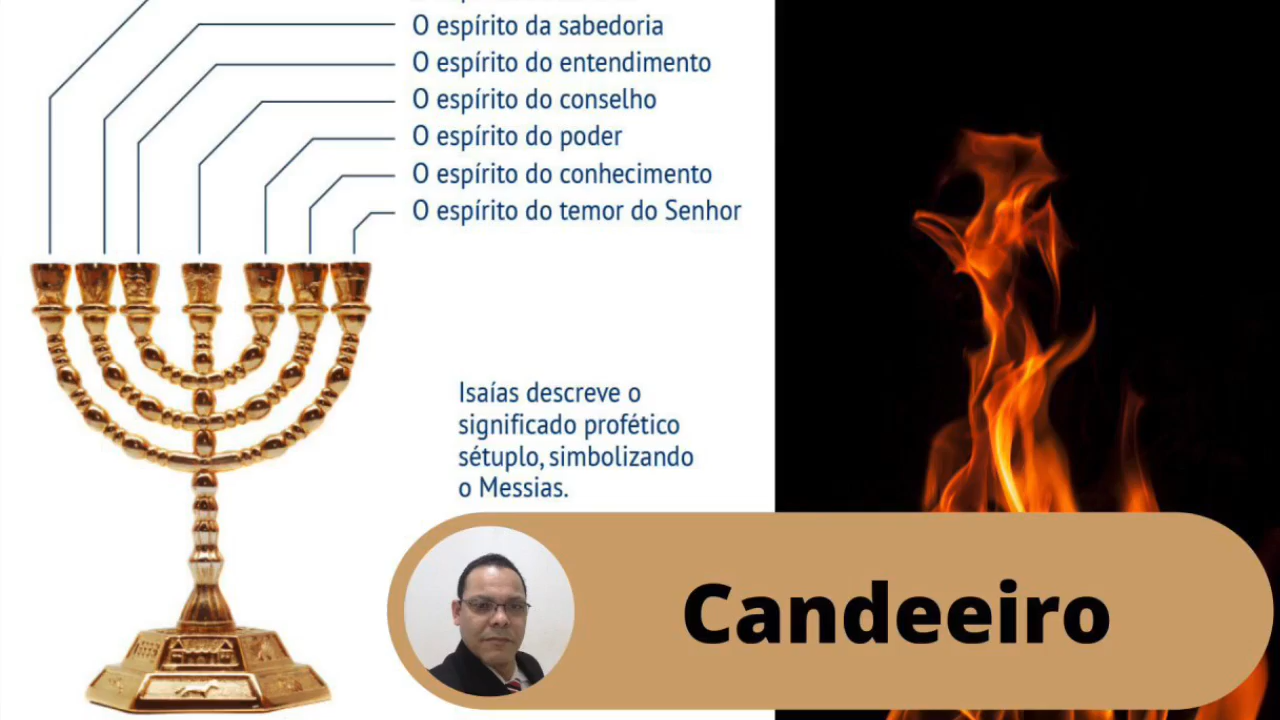 O espírito da sabedoria
O espírito do entendimento
O espírito do conselho
O espírito do poder
O espírito do conhecimento
O espírito do temor do Senhor
Isaías descreve o
significado profético
sétuplo, simbolizando
o Messias.
Candeeiro